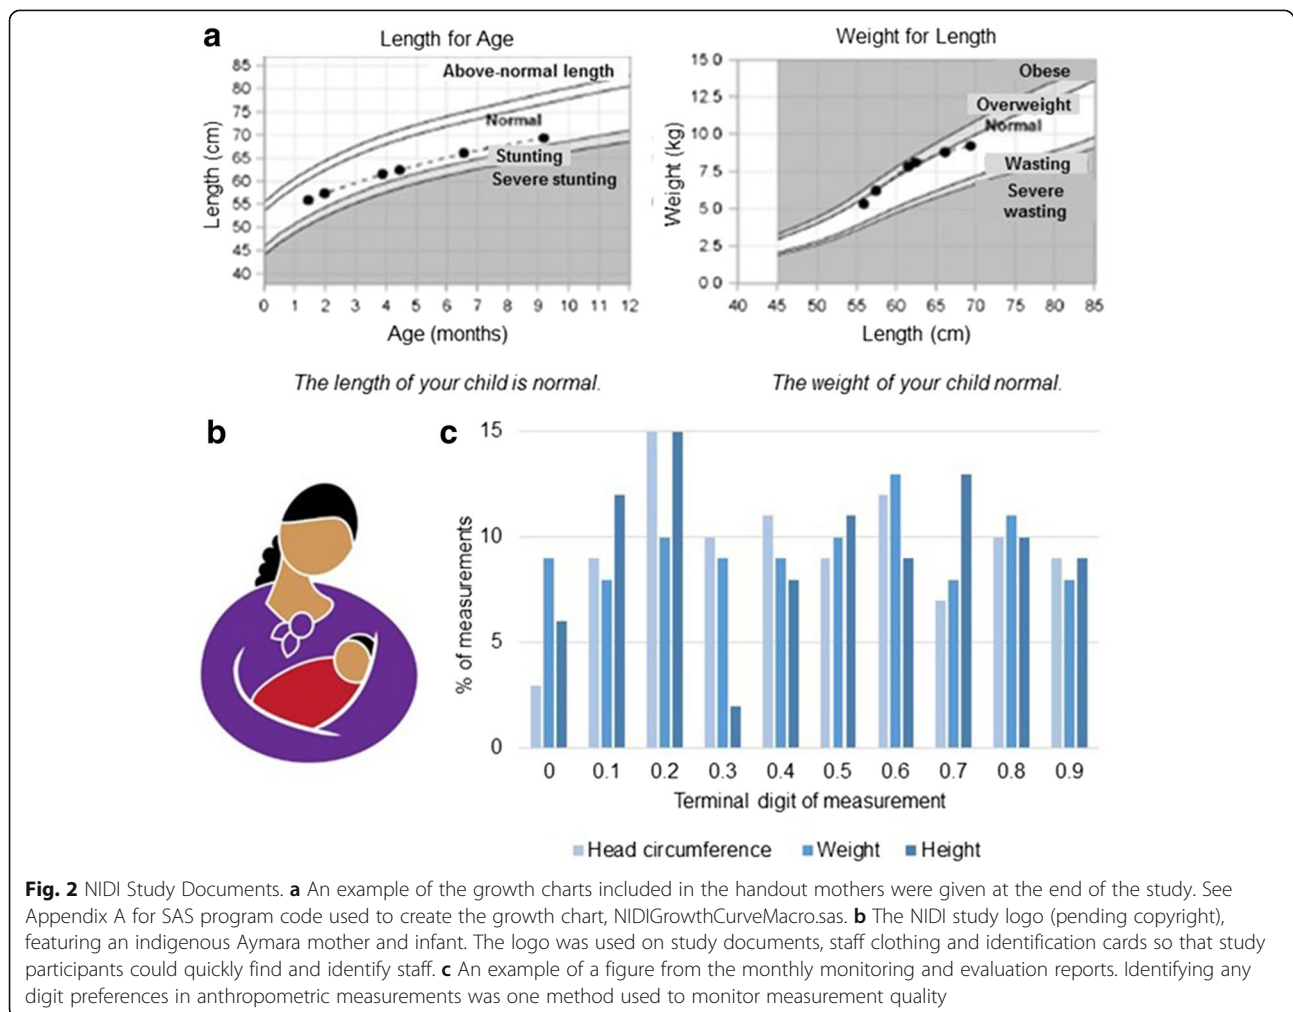 a
Length for Age
85
80
75
70
65
60
55
50
45
40
Length (cm)
Above-normal length
Normal
Stunting
Severe stunting
0 1 2 3 4 5 6 7 8 9 10 11 12
Age (months)
The length of your child is normal.
Weight for Length
15.0
12.5
10.0
7.5
5.0
2.5
0.0
Weight (kg)
Obese
Overweight
Normal
Wasting
Severe
wasting
40 45 50 55 60 65 70 75 80 85
Length (cm)
The weight of your child normal.
b
c
15
10
5
0
% of measurements
0 0.1 0.2 0.3 0.4 0.5 0.6 0.7 0.8 0.9
Terminal digit of measurement
Head circumference Weight Height
Fig. 2 NIDI Study Documents. a An example of the growth charts included in the handout mothers were given at the end of the study. See
Appendix A for SAS program code used to create the growth chart, NIDIGrowthCurveMacro.sas. b The NIDI study logo (pending copyright),
featuring an indigenous Aymara mother and infant. The logo was used on study documents, staff clothing and identification cards so that study
participants could quickly find and identify staff. c An example of a figure from the monthly monitoring and evaluation reports. Identifying any
digit preferences in anthropometric measurements was one method used to monitor measurement quality